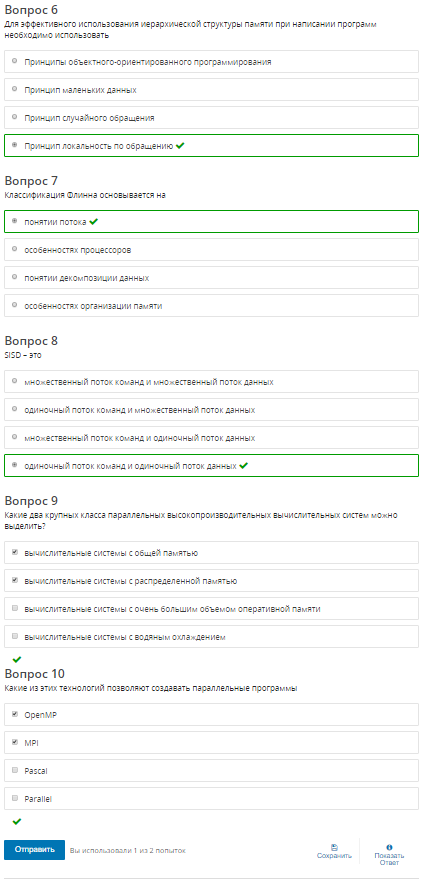 Вопрос 6
Для эффективного использования иерархической структуры памяти при написании программ
необходимо использовать
Принципы объектного-ориентированного программирования
Принцип маленьких данных
Принцип случайного обращения
Принцип локальность по обращению
Вопрос 7
Классификация Флинна основывается на
понятии потока
особенностях процессоров
понятии декомпозиции данных
особенностях организации памяти
Вопрос 8
SISD – это
множественный поток команд и множественный поток данных
одиночный поток команд и множественный поток данных
множественный поток команд и одиночный поток данных
одиночный поток команд и одиночный поток данных
Вопрос 9
Какие два крупных класса параллельных высокопроизводительных вычислительных систем можно
выделить?
вычислительные системы с общей памятью
вычислительные системы с распределенной памятью
вычислительные системы с очень большим объемом оперативной памяти
вычислительные системы с водяным охлаждением
Вопрос 10
Какие из этих технологий позволяют создавать параллельные программы
OpenMP
MPI
Pascal
Parallel
Отправить Вы использовали 1 из 2 попыток
Сохранить Показать
Ответ